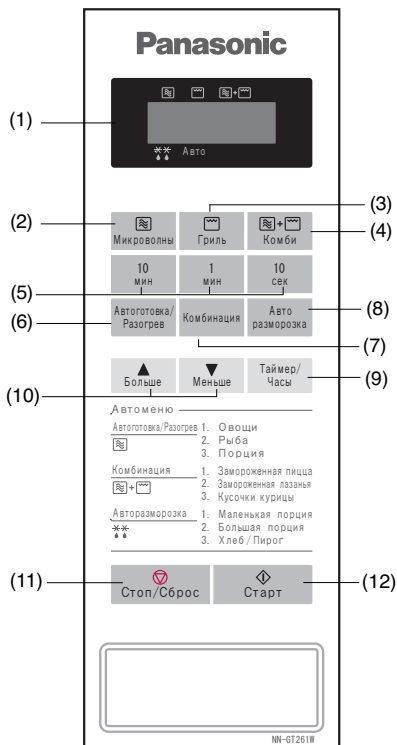 Panasonic
(1)
Авто
(3)
(2)
(4)
Микроволны Гриль Комби
10 мин
1 мин
10 сек
(5)
(6)
Автоготовка/
Разогрев
Комбинация
Авто
разморозка
(8)
(7)
Больше
Меньше
Таймер/
Часы
(9)
(10)
Автоменю
Автоготовка/Разогрев 1. Овощи
2. Рыба
3. Порция
Комбинация 1. Замороженная пицца
2. Замороженная лазанья
3. Кусочки курицы
Авторазморозка 1. Маленькая порция
2. Большая порция
3. Хлеб/Пирог
(11)
Стоп/Сброс
Старт
(12)
NN-GT261W